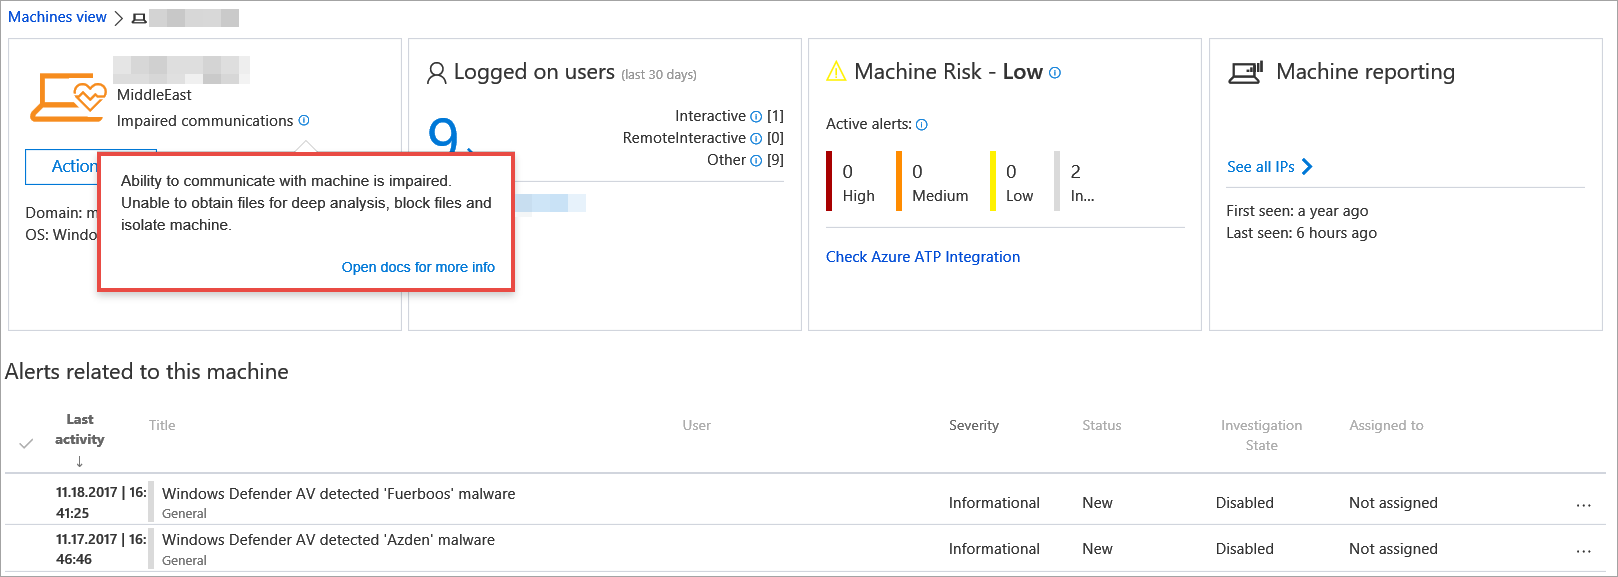 Machines view
MiddleEast
Impaired communications
Action
Domain: m
OS: Windo
Ability to communicate with machine is impaired.
Unable to obtain files for deep analysis, block files and
isolate machine.
Open docs for more info
Logged on users (last 30 days)
9
Interactive [1]
RemoteInteractive [0]
Other [9]
Machine Risk - Low
Active alerts:
0 0 0 2
High Medium Low In...
Check Azure ATP Integration
Machine reporting
See all IPs
First seen: a year ago
Last seen: 6 hours ago
Alerts related to this machine
Last activity Title User Severity Status Investigation State Assigned to
11.18.2017 | 16: Windows Defender AV detected 'Fuerboos' malware
41:25 General Informational New Disabled Not assigned ...
11.17.2017 | 16: Windows Defender AV detected 'Azden' malware
46:46 General Informational New Disabled Not assigned ...